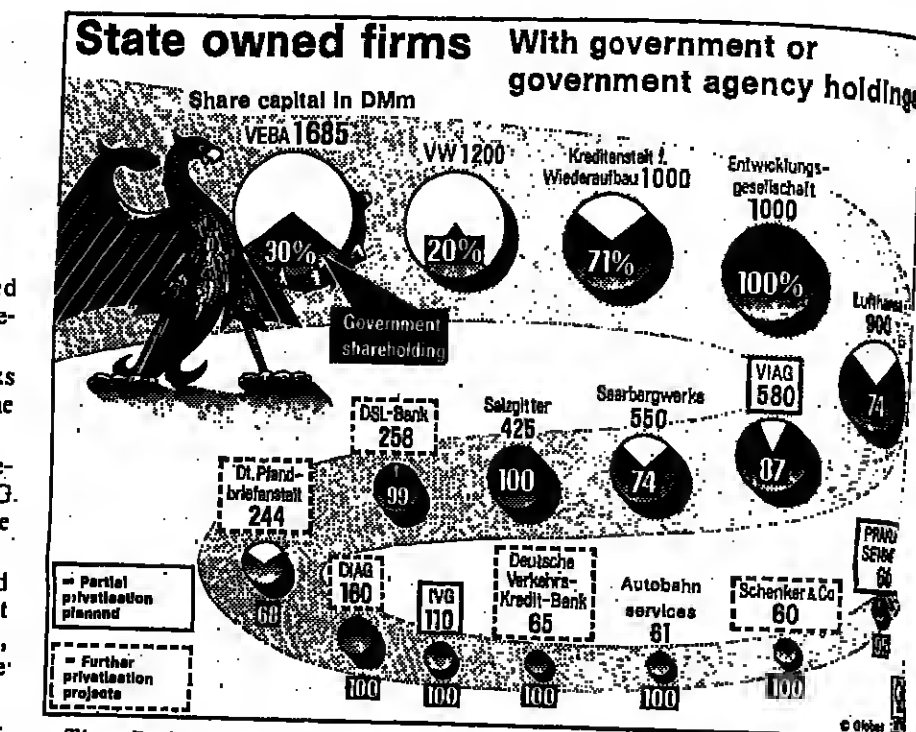 State owned firms
With government or
government agency holdings
Share capital in DMm
VEBA 1685
30%
Government
shareholding
VW 1200
20%
Kreditanstalt f.
Wiederaufbau 1000
71%
Entwicklungs-
gesellschaft
1000
100%
Lufthansa
900
74
VIAG
580
87
Saarbergwerke
550
74
Salzgitter
425
100
DSL-Bank
258
99
Dt. Pfand-
briefanstalt
244
68
DIAG
160
100
IVG
110
100
Deutsche
Verkehrs-
Kredit-Bank
65
100
Autobahn
services
61
100
Schenker & Co
60
100
95
= Partial
privatisation
plannnd
= Further
privatisation
projects
© Globus